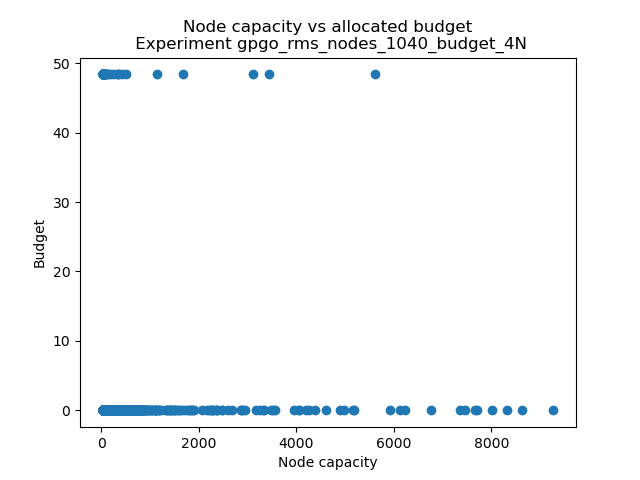 Node capacity vs allocated budget
Experiment gpgo_rms_nodes_1040_budget_4N
50
40
30
20
10
0
Budget
0 2000 4000 6000 8000
Node capacity